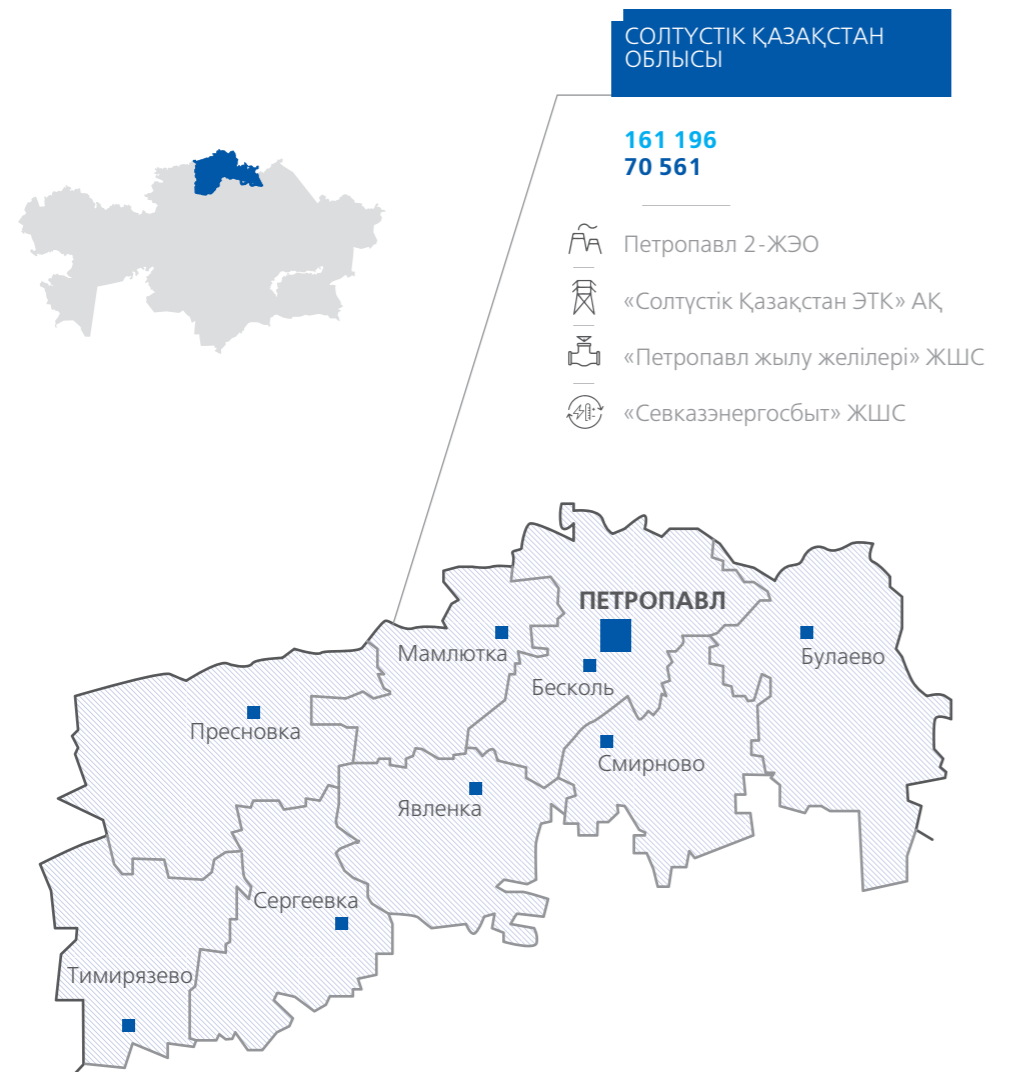 СОЛТҮСТІК ҚАЗАҚСТАН
ОБЛЫСЫ
161 196
70 561
Петропавл 2-ЖЭО
«Солтүстік Қазақстан ЭТК» АҚ
«Петропавл жылу желілері» ЖШС
«Севказэнергосбыт» ЖШС
ПЕТРОПАВЛ
Мамлютка
Булаево
Бесколь
Пресновка
Смирново
Явленка
Сергеевка
Тимирязево